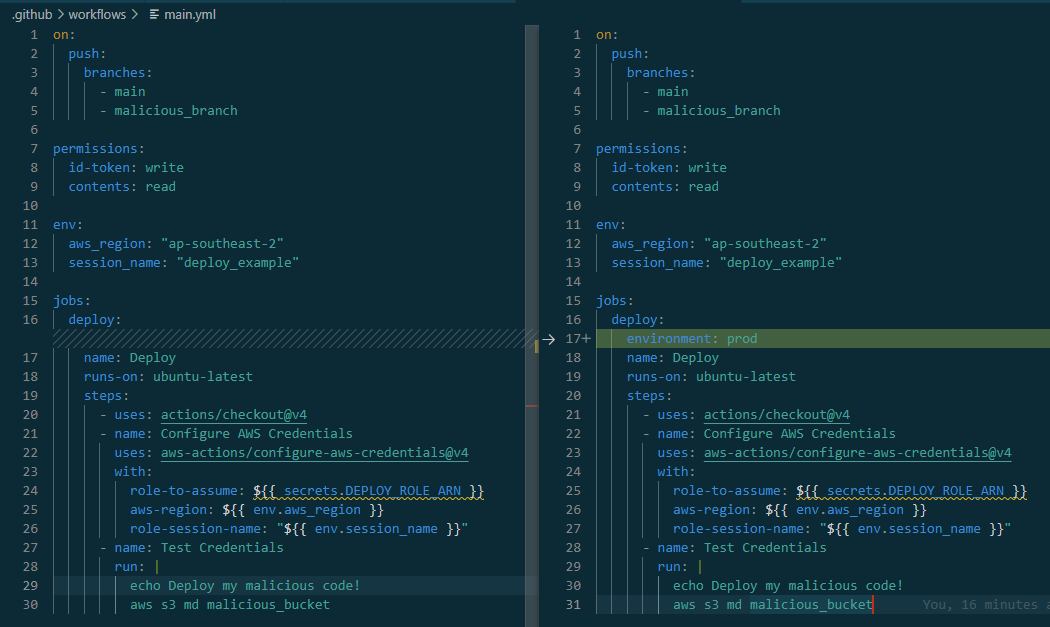 .github > workflows > main.yml
1 on:
2 push:
3 branches:
4 - main
5 - malicious_branch
6
7 permissions:
8 id-token: write
9 contents: read
10
11 env:
12 aws_region: "ap-southeast-2"
13 session_name: "deploy_example"
14
15 jobs:
16 deploy:
17 name: Deploy
18 runs-on: ubuntu-latest
19 steps:
20 - uses: actions/checkout@v4
21 - name: Configure AWS Credentials
22 uses: aws-actions/configure-aws-credentials@v4
23 with:
24 role-to-assume: ${{ secrets.DEPLOY_ROLE_ARN }}
25 aws-region: ${{ env.aws_region }}
26 role-session-name: "${{ env.session_name }}"
27 - name: Test Credentials
28 run: |
29 echo Deploy my malicious code!
30 aws s3 md malicious_bucket
1 on:
2 push:
3 branches:
4 - main
5 - malicious_branch
6
7 permissions:
8 id-token: write
9 contents: read
10
11 env:
12 aws_region: "ap-southeast-2"
13 session_name: "deploy_example"
14
15 jobs:
16 deploy:
17+ environment: prod
18 name: Deploy
19 runs-on: ubuntu-latest
20 steps:
21 - uses: actions/checkout@v4
22 - name: Configure AWS Credentials
23 uses: aws-actions/configure-aws-credentials@v4
24 with:
25 role-to-assume: ${{ secrets.DEPLOY_ROLE_ARN }}
26 aws-region: ${{ env.aws_region }}
27 role-session-name: "${{ env.session_name }}"
28 - name: Test Credentials
29 run: |
30 echo Deploy my malicious code!
31 aws s3 md malicious_bucket You, 16 minutes